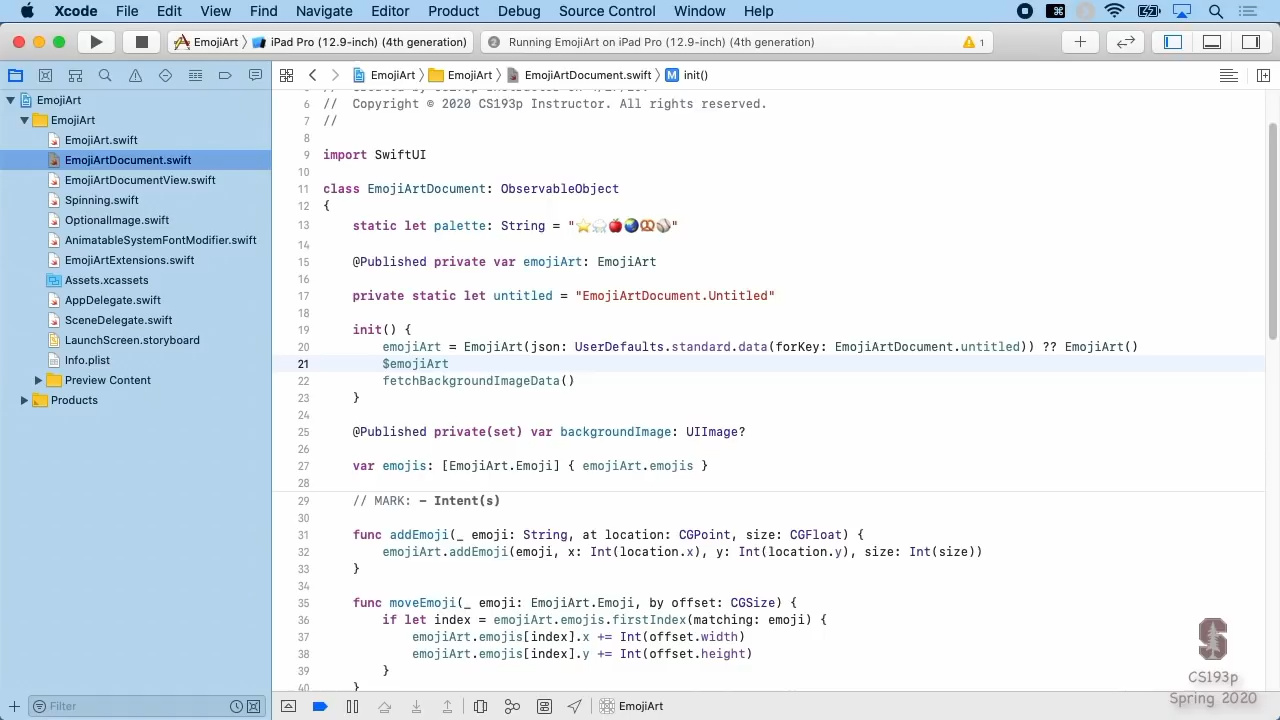 Xcode File Edit View Find Navigate Editor Product Debug Source Control Window Help
EmojiArt 〉 iPad Pro (12.9-inch) (4th generation)
2 Running EmojiArt on iPad Pro (12.9-inch) (4th generation) 1
EmojiArt 〉 EmojiArt 〉 EmojiArtDocument.swift 〉 M init()
EmojiArt
EmojiArt
EmojiArt.swift
EmojiArtDocument.swift
EmojiArtDocumentView.swift
Spinning.swift
OptionalImage.swift
AnimatableSystemFontModifier.swift
EmojiArtExtensions.swift
Assets.xcassets
AppDelegate.swift
SceneDelegate.swift
LaunchScreen.storyboard
Info.plist
Preview Content
Products
Filter
6 // Copyright © 2020 CS193p Instructor. All rights reserved.
7 //
8
9 import SwiftUI
10
11 class EmojiArtDocument: ObservableObject
12 {
13 static let palette: String = "⭐️🌧🍎🌏🥨⚾️"
14
15 @Published private var emojiArt: EmojiArt
16
17 private static let untitled = "EmojiArtDocument.Untitled"
18
19 init() {
20 emojiArt = EmojiArt(json: UserDefaults.standard.data(forKey: EmojiArtDocument.untitled)) ?? EmojiArt()
21 $emojiArt
22 fetchBackgroundImageData()
23 }
24
25 @Published private(set) var backgroundImage: UIImage?
26
27 var emojis: [EmojiArt.Emoji] { emojiArt.emojis }
28
29 // MARK: - Intent(s)
30
31 func addEmoji(_ emoji: String, at location: CGPoint, size: CGFloat) {
32 emojiArt.addEmoji(emoji, x: Int(location.x), y: Int(location.y), size: Int(size))
33 }
34
35 func moveEmoji(_ emoji: EmojiArt.Emoji, by offset: CGSize) {
36 if let index = emojiArt.emojis.firstIndex(matching: emoji) {
37 emojiArt.emojis[index].x += Int(offset.width)
38 emojiArt.emojis[index].y += Int(offset.height)
39 }
40 }
EmojiArt
S
CS193p
Spring 2020